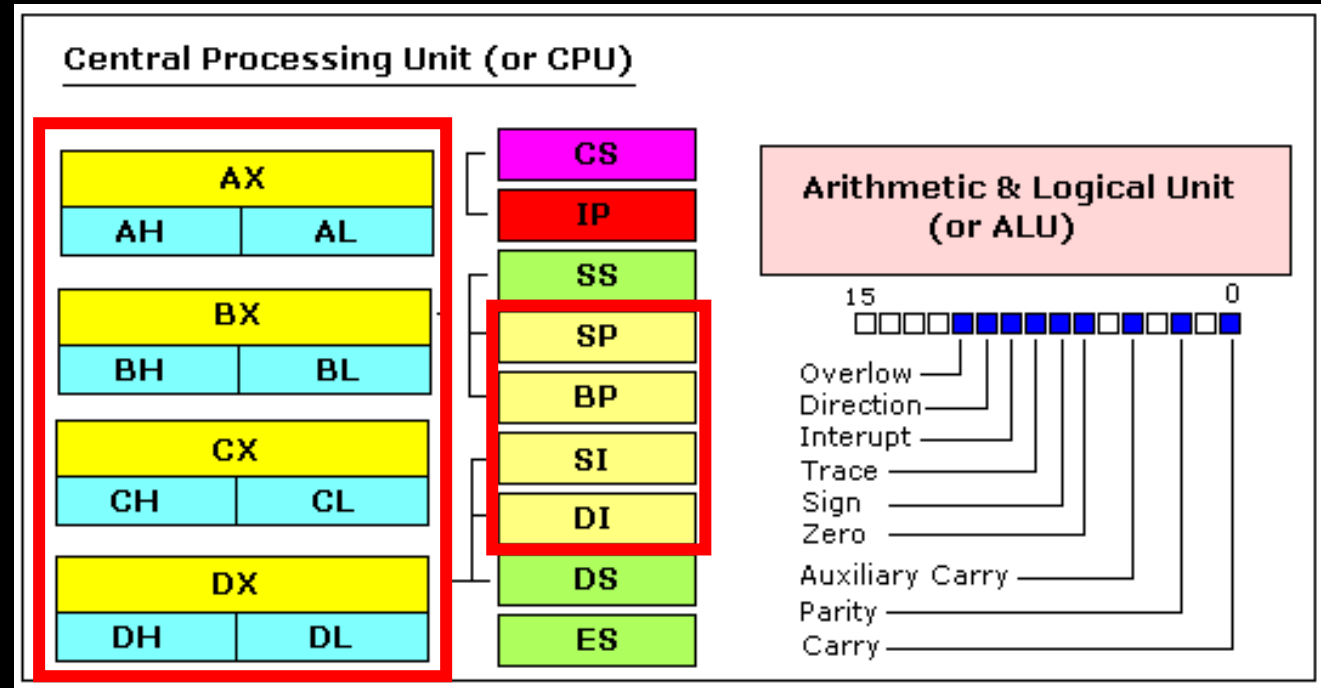 Central Processing Unit (or CPU)
AX
AH AL
BX
BH BL
CX
CH CL
DX
DH DL
CS
IP
SS
SP
BP
SI
DI
DS
ES
Arithmetic & Logical Unit
(or ALU)
15 0
Overlow
Direction
Interupt
Trace
Sign
Zero
Auxiliary Carry
Parity
Carry